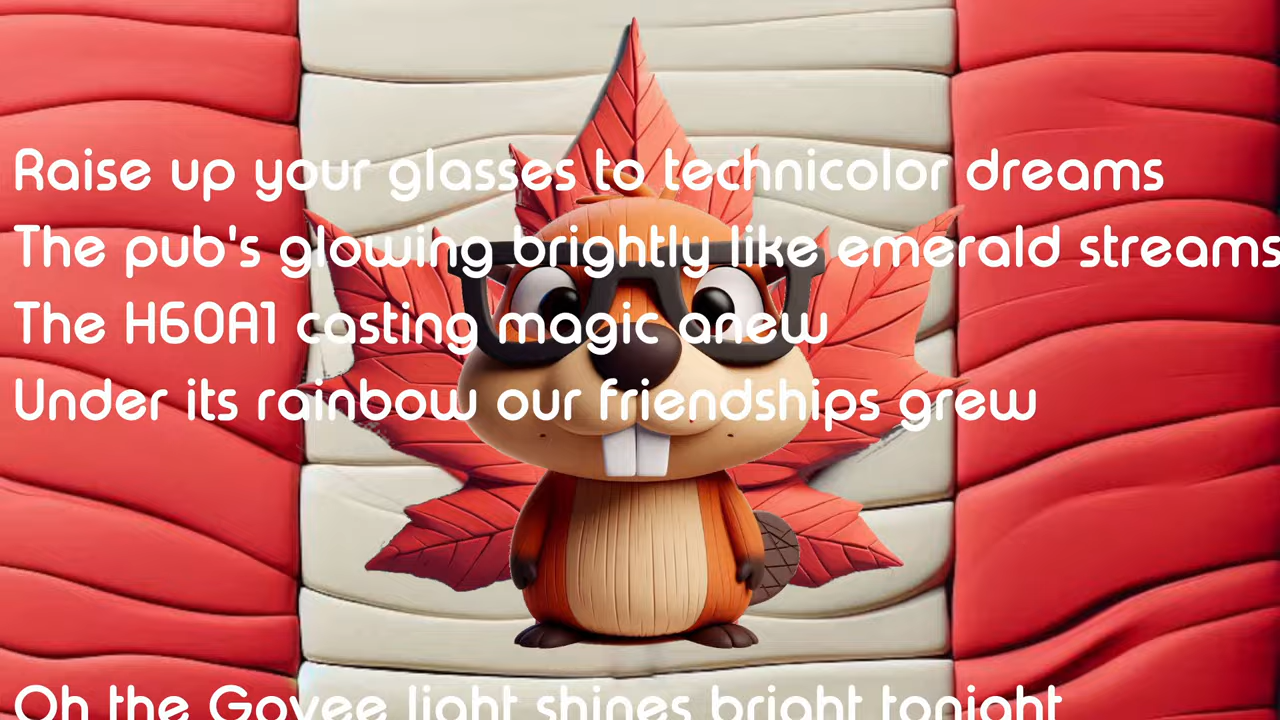 Raise up your glasses to technicolor dreams
The pub's glowing brightly like emerald streams
The H60A1 casting magic anew
Under its rainbow our friendships grew
Oh the Govee light shines bright tonight